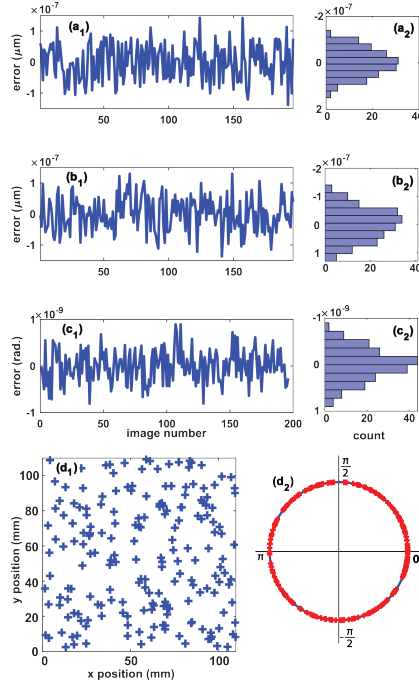 ×10⁻⁷
(a₁)
1
0
-1
error (μm)
50 100 150
×10⁻⁷
-2
(a₂)
0
2
0 20 40
×10⁻⁷
(b₁)
1
0
-1
error (μm)
50 100 150
×10⁻⁷
-2
(b₂)
-1
0
1
0 20 40
1 ×10⁻⁹
(c₁)
0
-1
error (rad.)
0 50 100 150 200
image number
×10⁻⁹
-1
(c₂)
0
1
0 20 40
count
(d₁)
100
80
60
40
20
0
y position (mm)
0 50 100
x position (mm)
(d₂)
π/2
π
0
-π/2